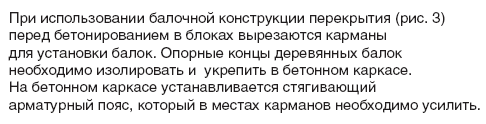 При использовании балочной конструкции перекрытия (рис. 3)
перед бетонированием в блоках вырезаются карманы
для установки балок. Опорные концы деревянных балок
необходимо изолировать и  укрепить в бетонном каркасе.
На бетонном каркасе устанавливается стягивающий
арматурный пояс, который в местах карманов необходимо усилить.